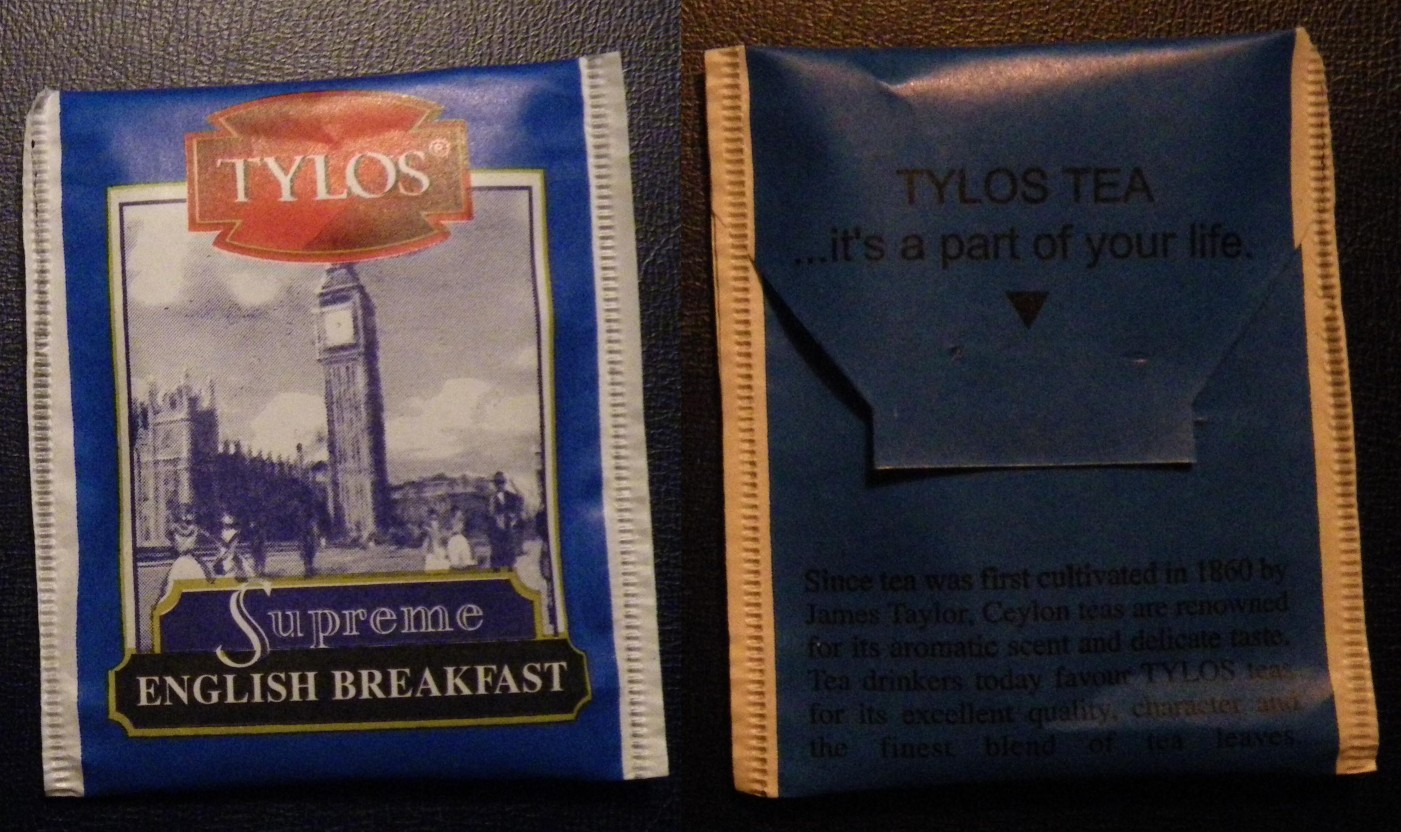 TYLOS®
Supreme
ENGLISH BREAKFAST
TYLOS TEA
...it's a part of your life.
Since tea was first cultivated in 1860 by
James Taylor, Ceylon teas are renowned
for its aromatic scent and delicate taste.
Tea drinkers today favour TYLOS teas
for its excellent quality, character and
the finest blend of tea leaves.